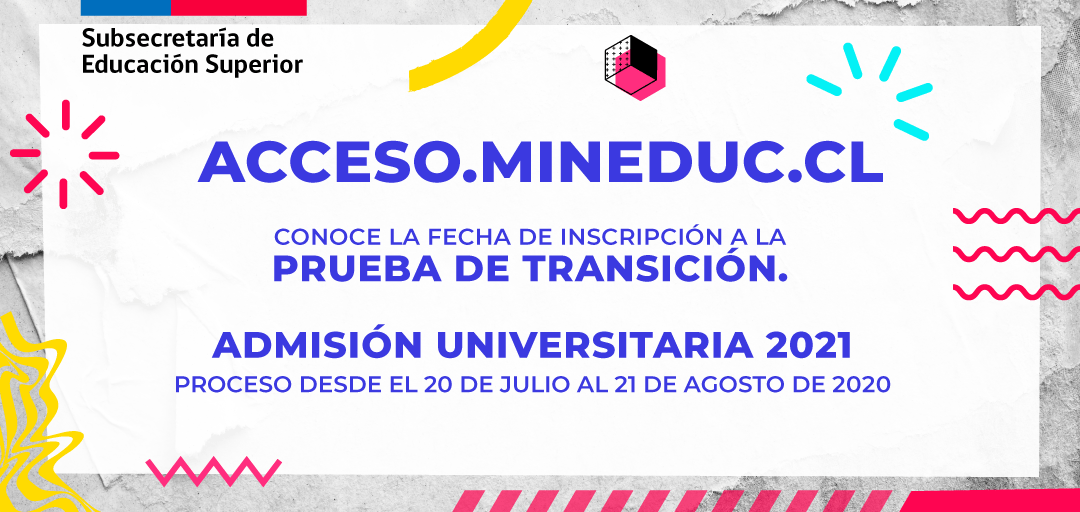 Subsecretaría de
Educación Superior
ACCESO.MINEDUC.CL
CONOCE LA FECHA DE INSCRIPCIÓN A LA
PRUEBA DE TRANSICIÓN.
ADMISIÓN UNIVERSITARIA 2021
PROCESO DESDE EL 20 DE JULIO AL 21 DE AGOSTO DE 2020